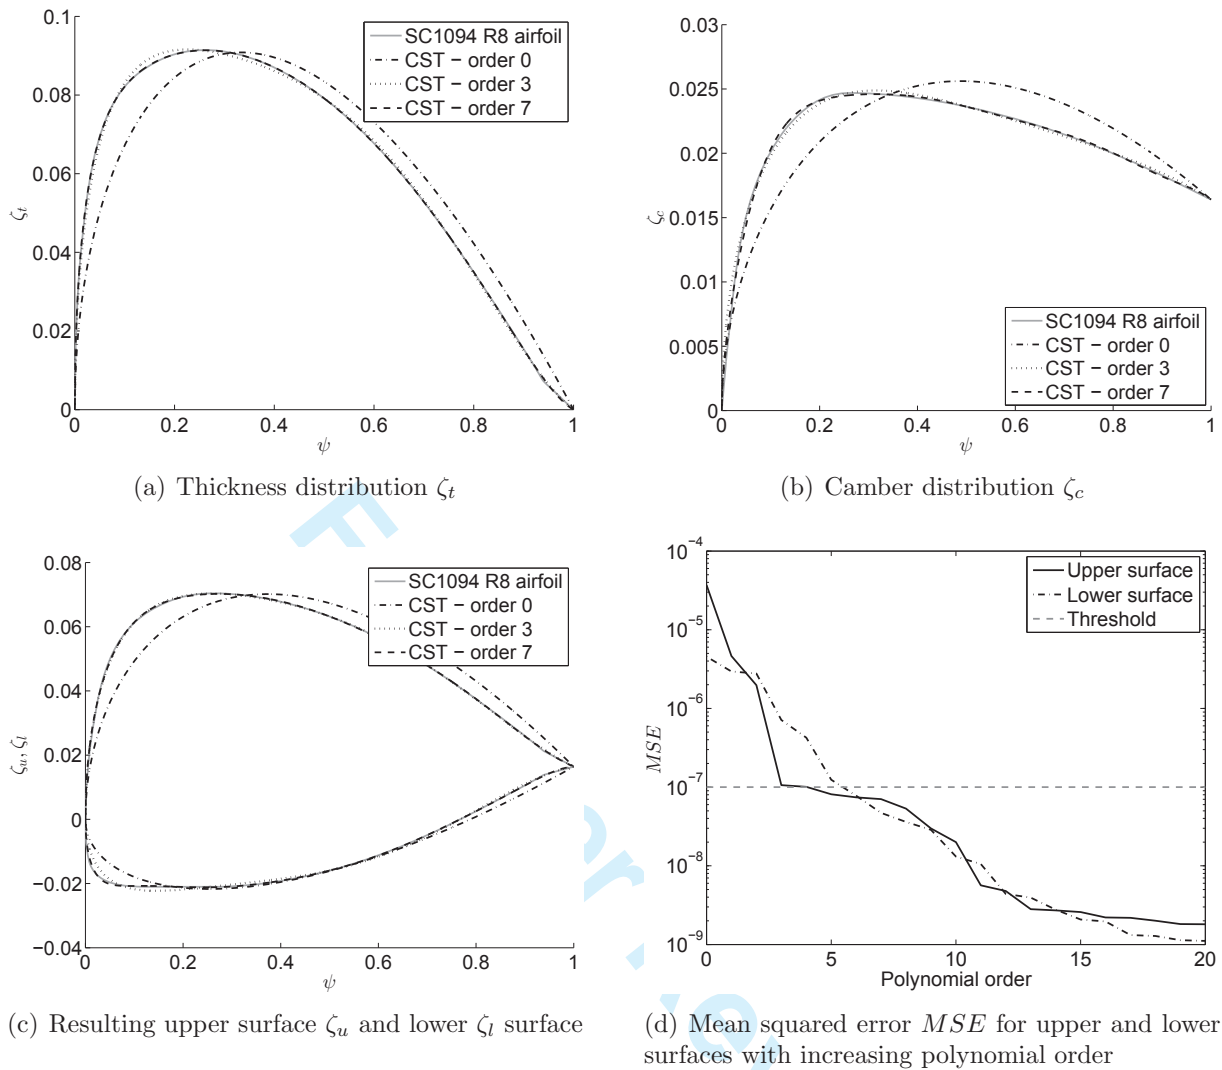 0.1
0.08
0.06
0.04
0.02
0
ζt
0 0.2 0.4 0.6 0.8 1
ψ
SC1094 R8 airfoil
CST − order 0
CST − order 3
CST − order 7
(a) Thickness distribution ζt
0.03
0.025
0.02
0.015
0.01
0.005
0
ζc
0 0.2 0.4 0.6 0.8 1
ψ
SC1094 R8 airfoil
CST − order 0
CST − order 3
CST − order 7
(b) Camber distribution ζc
0.08
0.06
0.04
0.02
0
−0.02
−0.04
ζu, ζl
0 0.2 0.4 0.6 0.8 1
ψ
SC1094 R8 airfoil
CST − order 0
CST − order 3
CST − order 7
(c) Resulting upper surface ζu and lower ζl surface
10−4
10−5
10−6
10−7
10−8
10−9
MSE
0 5 10 15 20
Polynomial order
Upper surface
Lower surface
Threshold
(d) Mean squared error MSE for upper and lower
surfaces with increasing polynomial order